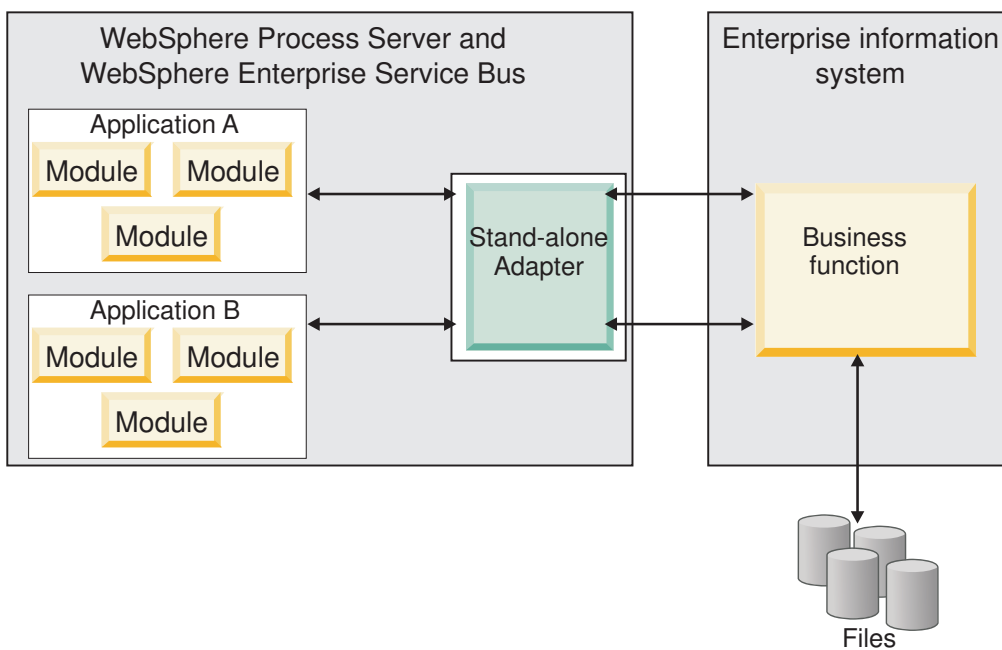 WebSphere Process Server and
WebSphere Enterprise Service Bus
Application A
Module
Module
Module
Application B
Module
Module
Module
Stand-alone
Adapter
Enterprise information
system
Business
function
Files